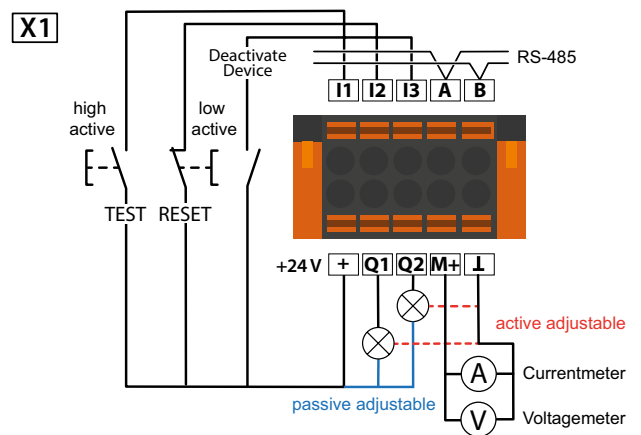 X1
Deactivate
Device
RS-485
I1 I2 I3 A B
high
active
low
active
TEST RESET
+24 V + Q1 Q2 M+ ⊥
active adjustable
A Currentmeter
passive adjustable
V Voltagemeter